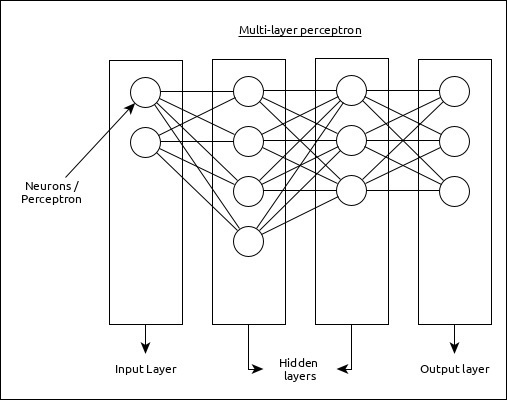 Multi-layer perceptron
Neurons /
Perceptron
Input Layer
Hidden
layers
Output layer